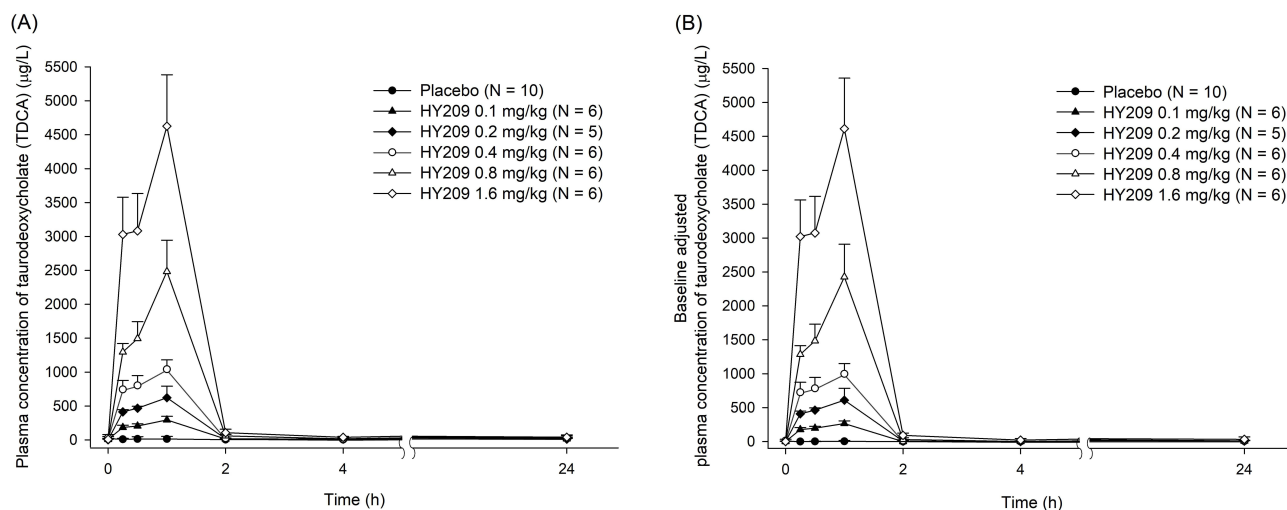 (A)
Plasma concentration of taurodeoxycholate (TDCA) (μg/L)
5500
5000
4500
4000
3500
3000
2500
2000
1500
1000
500
0
Placebo (N = 10)
HY209 0.1 mg/kg (N = 6)
HY209 0.2 mg/kg (N = 5)
HY209 0.4 mg/kg (N = 6)
HY209 0.8 mg/kg (N = 6)
HY209 1.6 mg/kg (N = 6)
0 2 4 24
Time (h)
(B)
Baseline adjusted
plasma concentration of taurodeoxycholate (TDCA) (μg/L)
5500
5000
4500
4000
3500
3000
2500
2000
1500
1000
500
0
Placebo (N = 10)
HY209 0.1 mg/kg (N = 6)
HY209 0.2 mg/kg (N = 5)
HY209 0.4 mg/kg (N = 6)
HY209 0.8 mg/kg (N = 6)
HY209 1.6 mg/kg (N = 6)
0 2 4 24
Time (h)